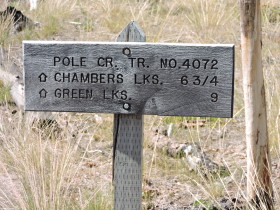 POLE CR. TR. NO. 4072
⇧ CHAMBERS LKS. 6 3/4
⇧ GREEN LKS. 9